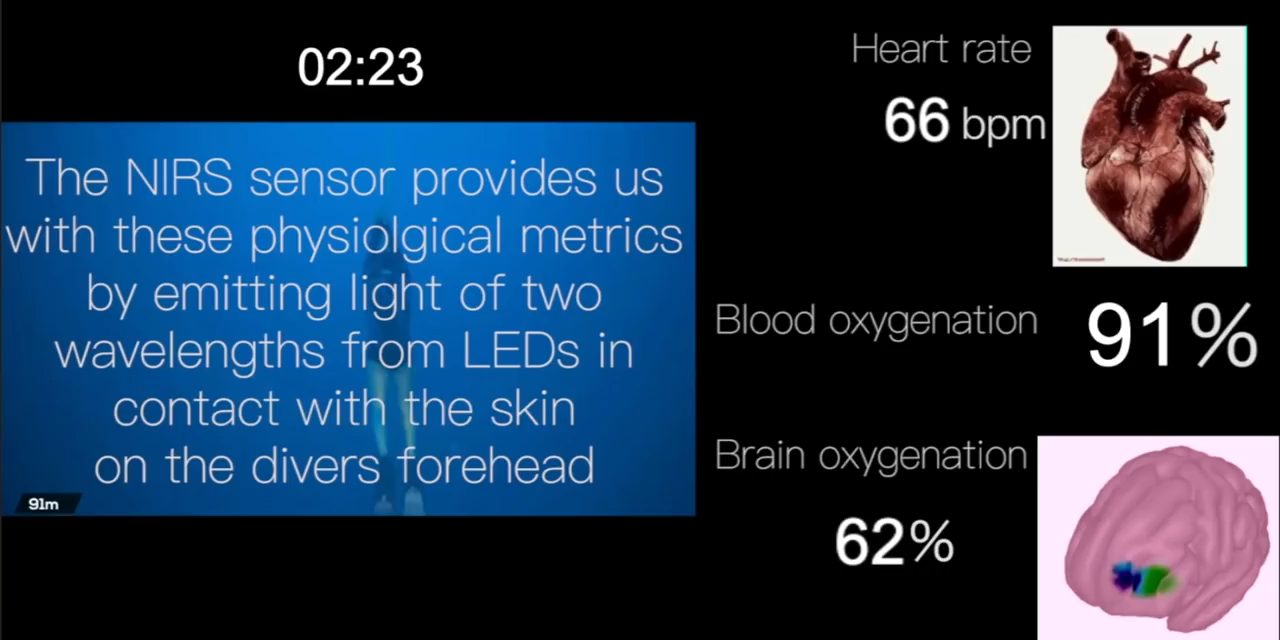 02:23
The NIRS sensor provides us
with these physiolgical metrics
by emitting light of two
wavelengths from LEDs in
contact with the skin
on the divers forehead
91m
Heart rate
66 bpm
Blood oxygenation 91%
Brain oxygenation
62%